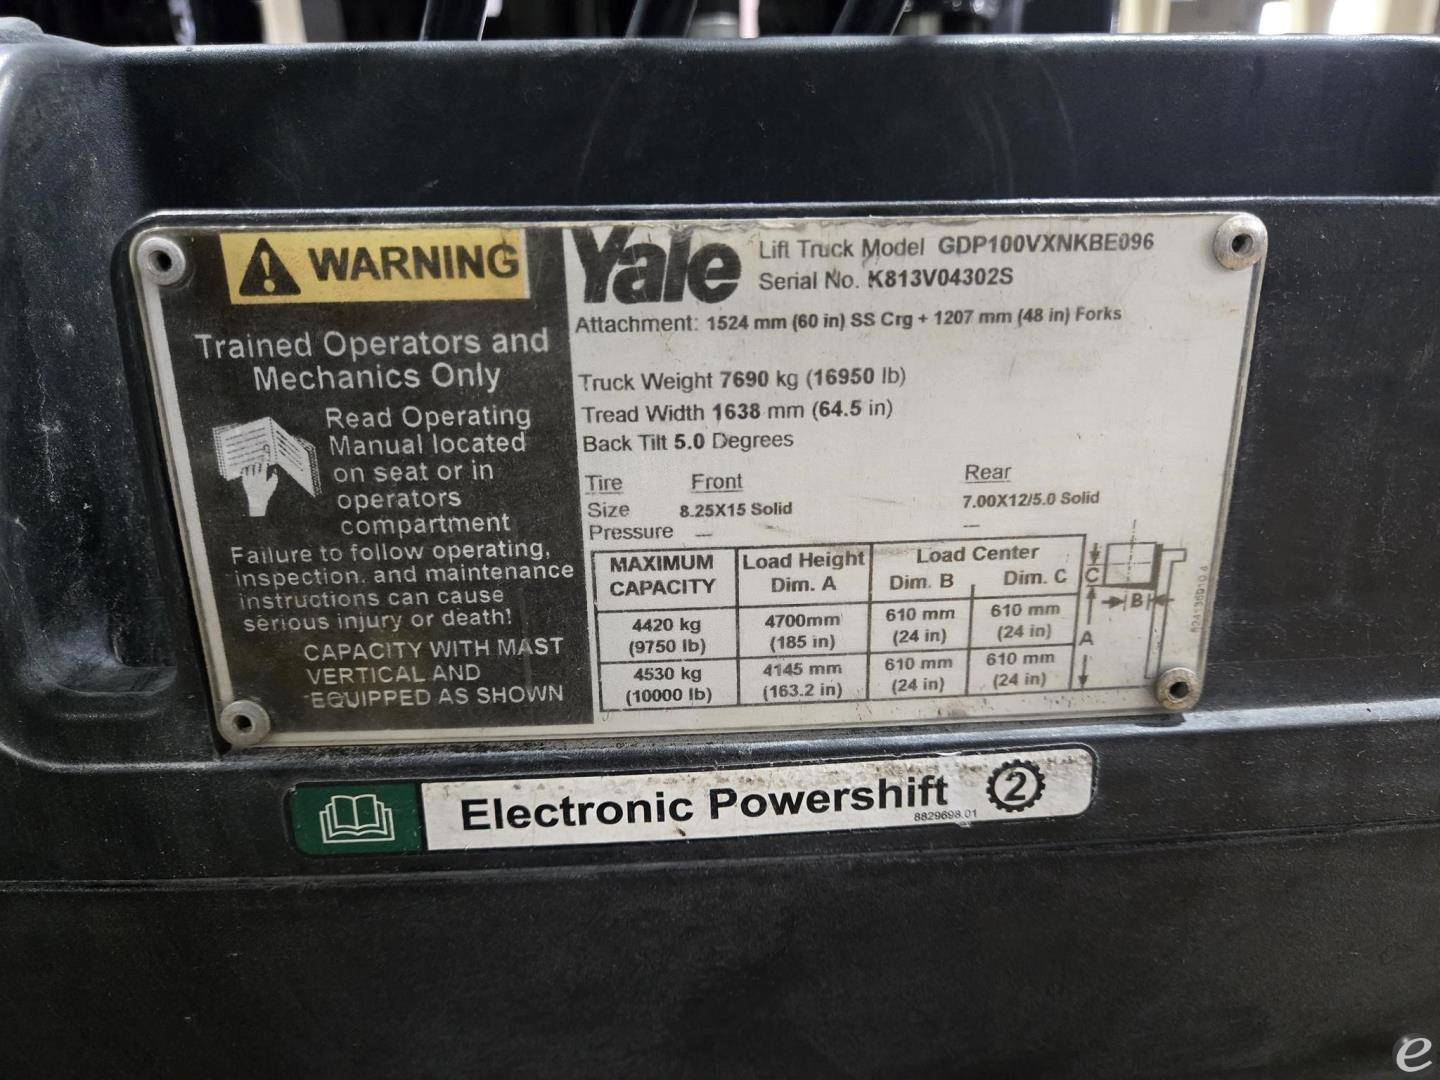 WARNING
Trained Operators and
Mechanics Only
Read Operating
Manual located
on seat or in
operators
compartment
Failure to follow operating,
inspection, and maintenance
instructions can cause
serious injury or death!
CAPACITY WITH MAST
VERTICAL AND
EQUIPPED AS SHOWN
Yale
Lift Truck Model GDP100VXNKBE096
Serial No. K813V04302S
Attachment: 1524 mm (60 in) SS Crg + 1207 mm (48 in) Forks
Truck Weight 7690 kg (16950 lb)
Tread Width 1638 mm (64.5 in)
Back Tilt 5.0 Degrees
Tire Front Rear
Size 8.25X15 Solid 7.00X12/5.0 Solid
Pressure — —
MAXIMUM CAPACITY Load Height Dim. A Load Center Dim. B Dim. C
4420 kg 4700mm 610 mm 610 mm
(9750 lb) (185 in) (24 in) (24 in)
4530 kg 4145 mm 610 mm 610 mm
(10000 lb) (163.2 in) (24 in) (24 in)
C
B
A
Electronic Powershift 2
8829698.01
e